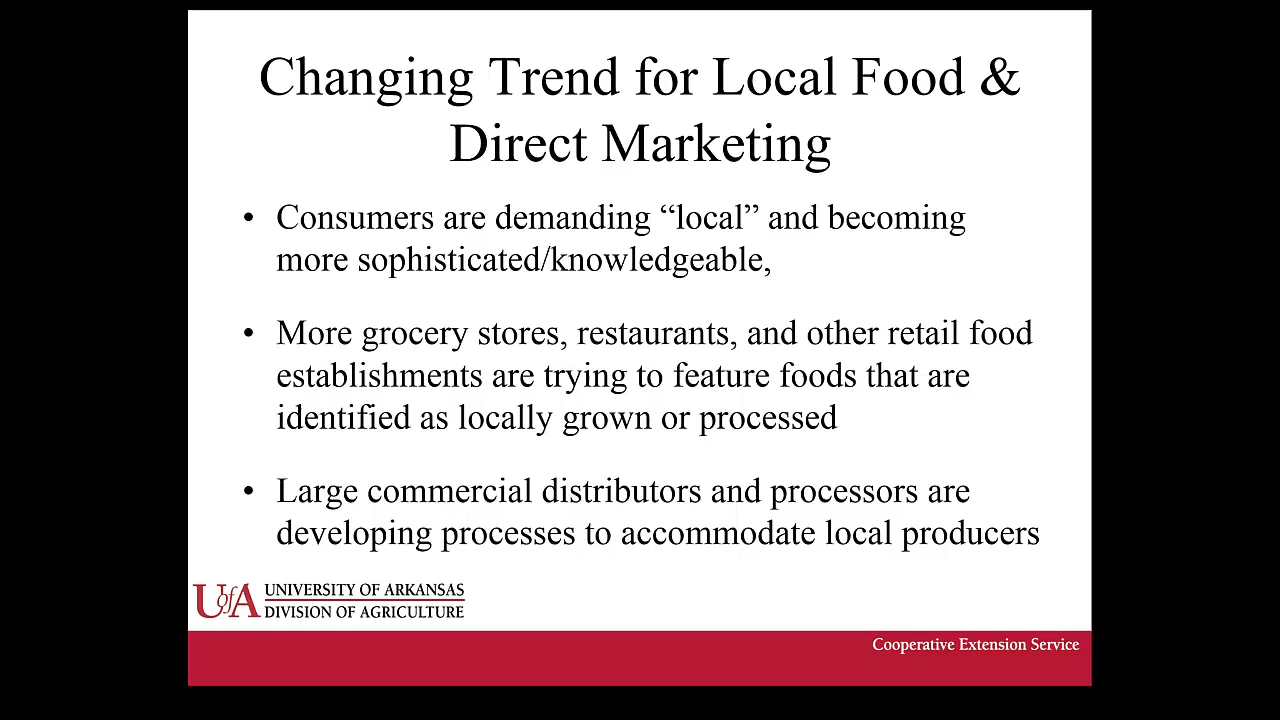 Changing Trend for Local Food &
Direct Marketing
• Consumers are demanding “local” and becoming
more sophisticated/knowledgeable,
• More grocery stores, restaurants, and other retail food
establishments are trying to feature foods that are
identified as locally grown or processed
• Large commercial distributors and processors are
developing processes to accommodate local producers
UofA UNIVERSITY OF ARKANSAS
DIVISION OF AGRICULTURE
Cooperative Extension Service